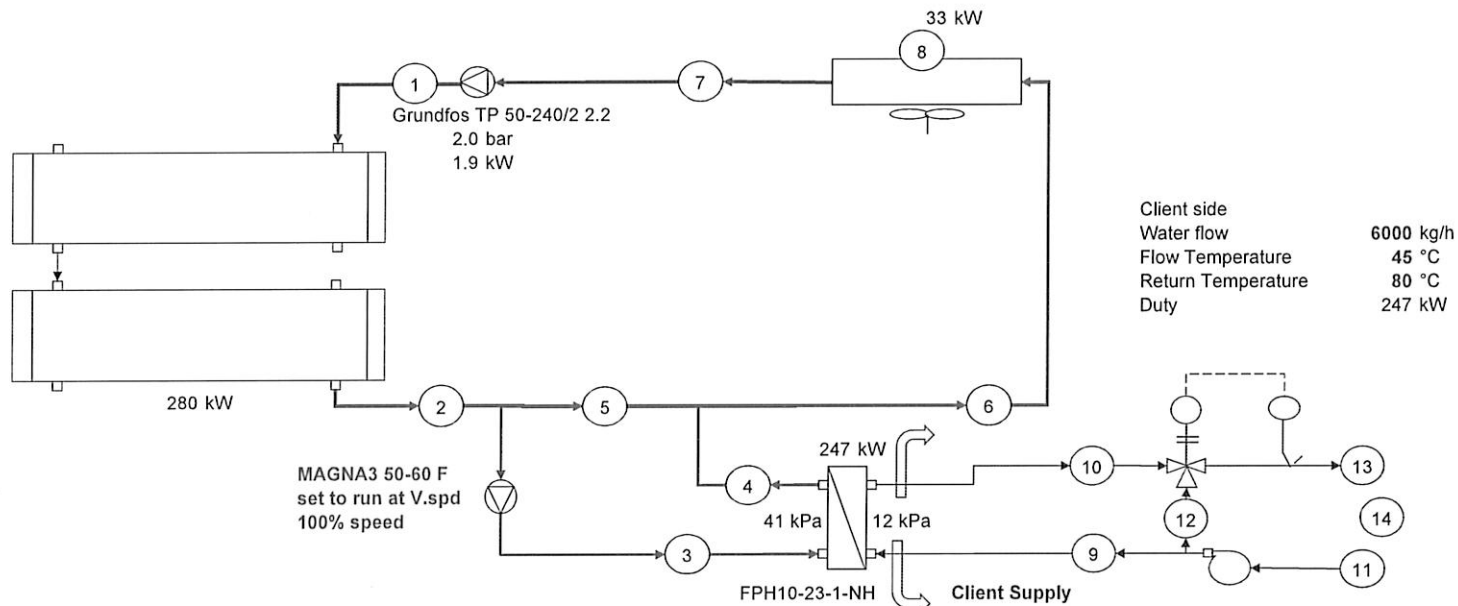 33 kW
8
1
7
Grundfos TP 50-240/2 2.2
2.0 bar
1.9 kW
Client side
Water flow 6000 kg/h
Flow Temperature 45 °C
Return Temperature 80 °C
Duty 247 kW
280 kW
2
5
6
247 kW
MAGNA3 50-60 F
set to run at V.spd
100% speed
4
10
13
41 kPa
12 kPa
12
14
3
9
11
FPH10-23-1-NH
Client Supply